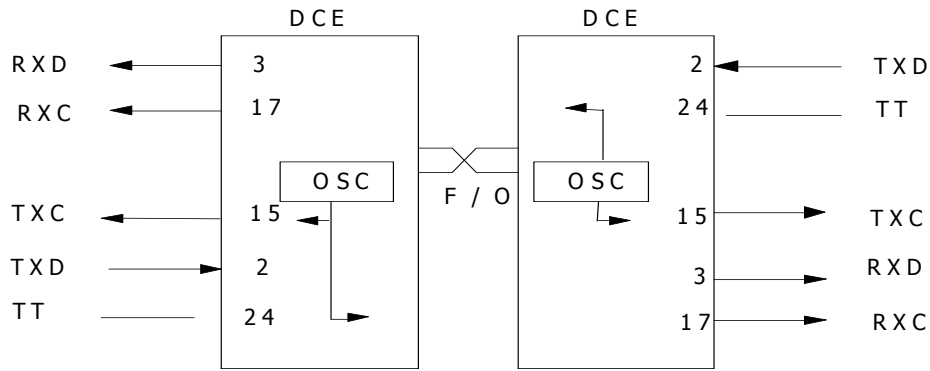 DCE DCE
RXD 3 2 TXD
RXC 17 24 TT
OSC OSC
F / O
TXC 15 15 TXC
TXD 2 3 RXD
TT 24 17 RXC